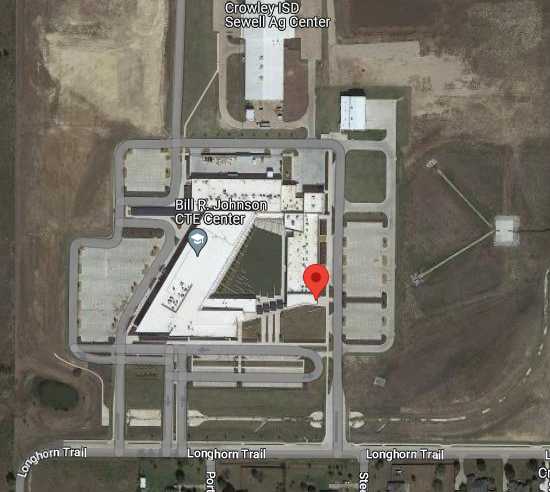 Crowley ISD
Sewell Ag Center
Bill R. Johnson
CTE Center
Longhorn Trail
Longhorn Trail
Longhorn Trail